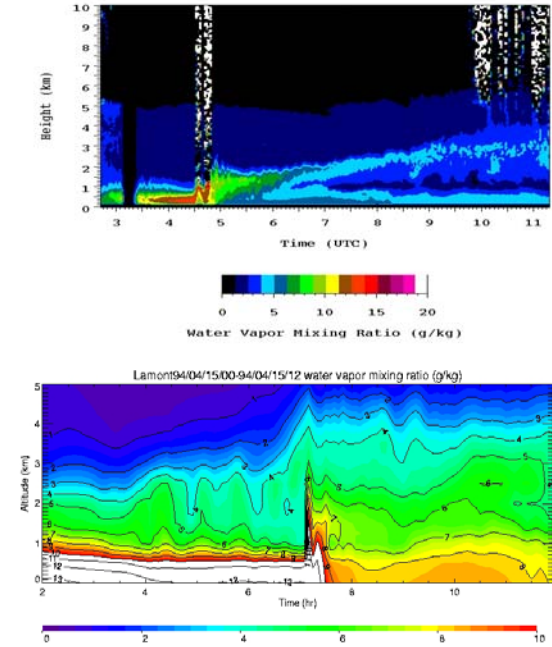 10
9
8
7
6
5
4
3
2
1
0
Height (km)
3 4 5 6 7 8 9 10 11
Time (UTC)
0 5 10 15 20
Water Vapor Mixing Ratio (g/kg)
Lamont94/04/15/00-94/04/15/12 water vapor mixing ratio (g/kg)
5
4
3
2
1
0
Altitude (km)
2 4 6 8 10
Time (hr)
0 2 4 6 8 10